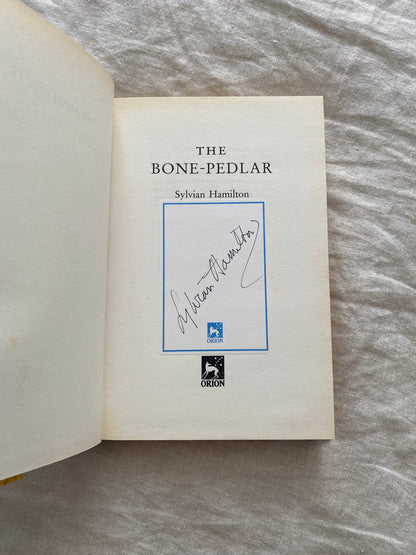 THE
BONE-PEDLAR
Sylvian Hamilton
Sylvian Hamilton
ORION
ORION